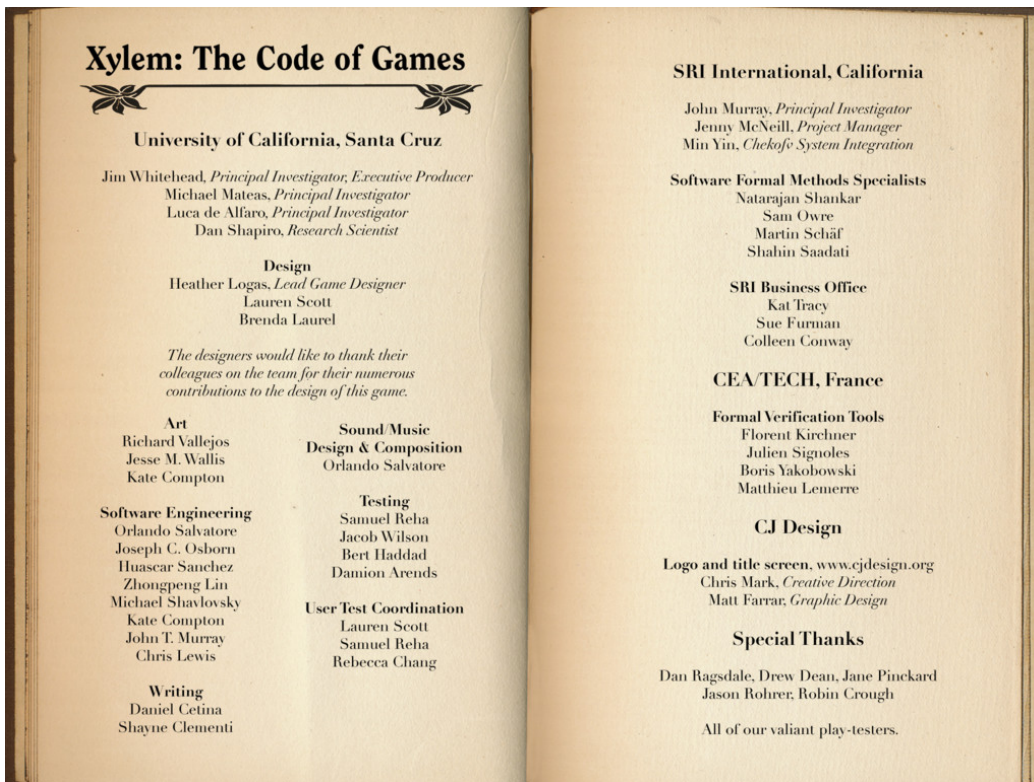 Xylem: The Code of Games
University of California, Santa Cruz
Jim Whitehead, Principal Investigator, Executive Producer
Michael Mateas, Principal Investigator
Luca de Alfaro, Principal Investigator
Dan Shapiro, Research Scientist
Design
Heather Logas, Lead Game Designer
Lauren Scott
Brenda Laurel
The designers would like to thank their
colleagues on the team for their numerous
contributions to the design of this game.
Art
Richard Vallejos
Jesse M. Wallis
Kate Compton
Software Engineering
Orlando Salvatore
Joseph C. Osborn
Huascar Sanchez
Zhongpeng Lin
Michael Shavlovsky
Kate Compton
John T. Murray
Chris Lewis
Writing
Daniel Cetina
Shayne Clementi
Sound/Music
Design & Composition
Orlando Salvatore
Testing
Samuel Reha
Jacob Wilson
Bert Haddad
Damion Arends
User Test Coordination
Lauren Scott
Samuel Reha
Rebecca Chang
SRI International, California
John Murray, Principal Investigator
Jenny McNeill, Project Manager
Min Yin, Chekofv System Integration
Software Formal Methods Specialists
Natarajan Shankar
Sam Owre
Martin Schäf
Shahin Saadati
SRI Business Office
Kat Tracy
Sue Furman
Colleen Conway
CEA/TECH, France
Formal Verification Tools
Florent Kirchner
Julien Signoles
Boris Yakobowski
Matthieu Lemerre
CJ Design
Logo and title screen, www.cjdesign.org
Chris Mark, Creative Direction
Matt Farrar, Graphic Design
Special Thanks
Dan Ragsdale, Drew Dean, Jane Pinckard
Jason Rohrer, Robin Crough
All of our valiant play-testers.